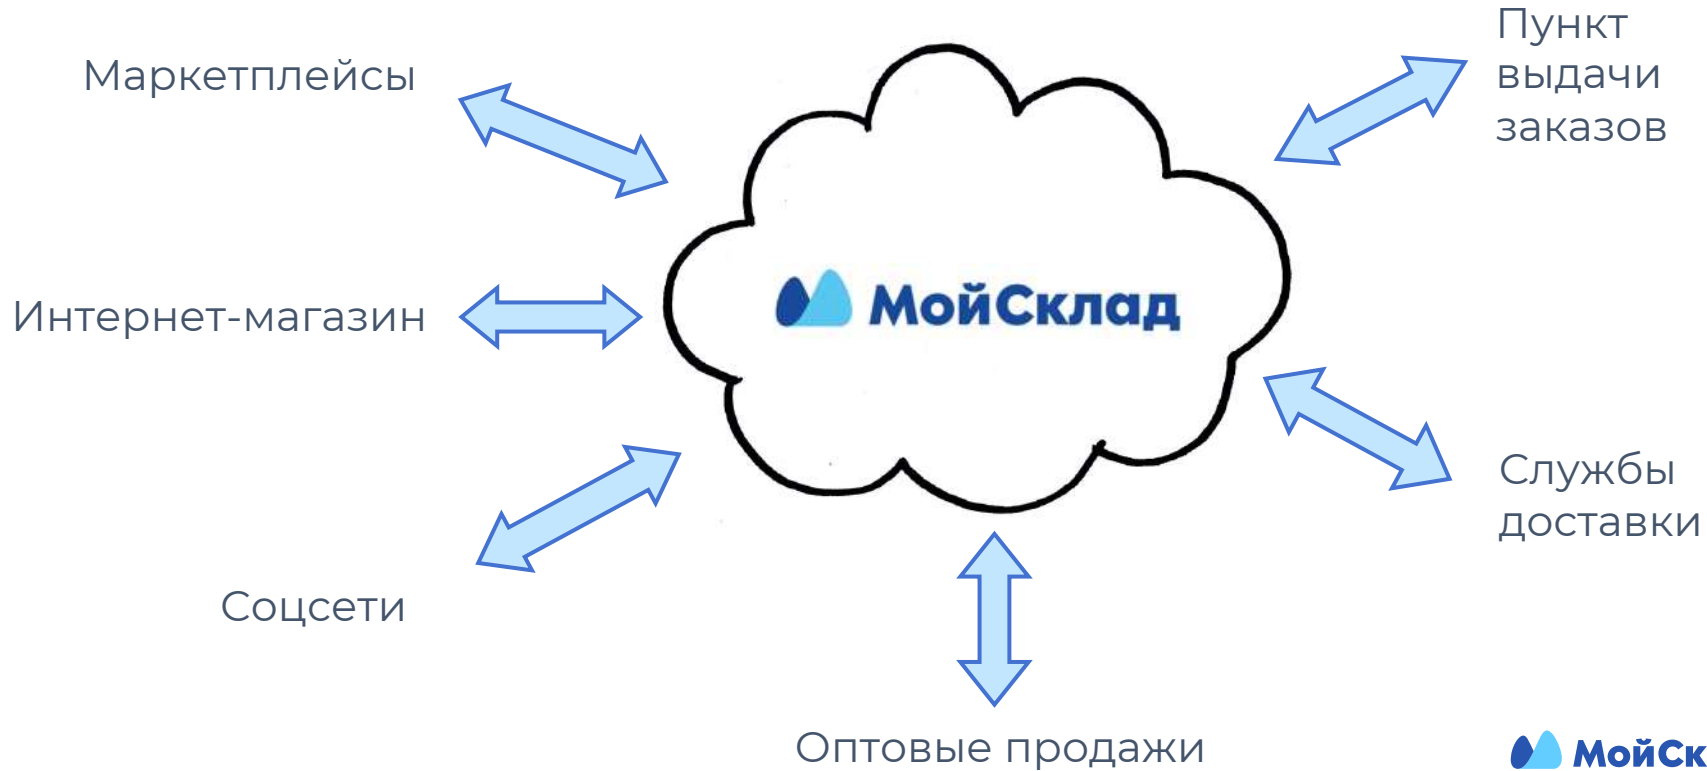 Маркетплейсы
Пункт
выдачи
заказов
МойСклад
Интернет-магазин
Службы
доставки
Соцсети
Оптовые продажи
МойСк